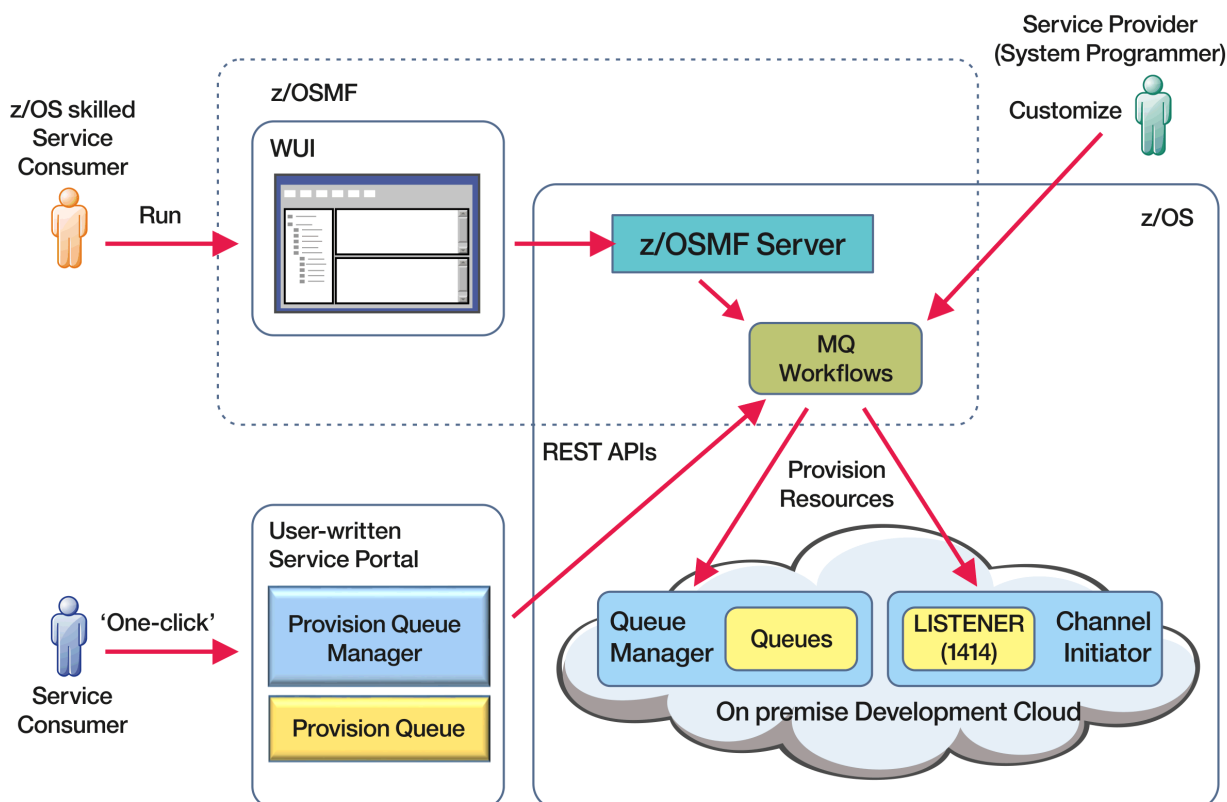 Service Provider
(System Programmer)
Customize
z/OSMF
z/OS skilled
Service
Consumer
Run
WUI
z/OS
z/OSMF Server
MQ
Workflows
REST APIs
Provision
Resources
User-written
Service Portal
Provision Queue
Manager
Provision Queue
'One-click'
Service
Consumer
Queue
Manager
Queues
LISTENER
(1414)
Channel
Initiator
On premise Development Cloud